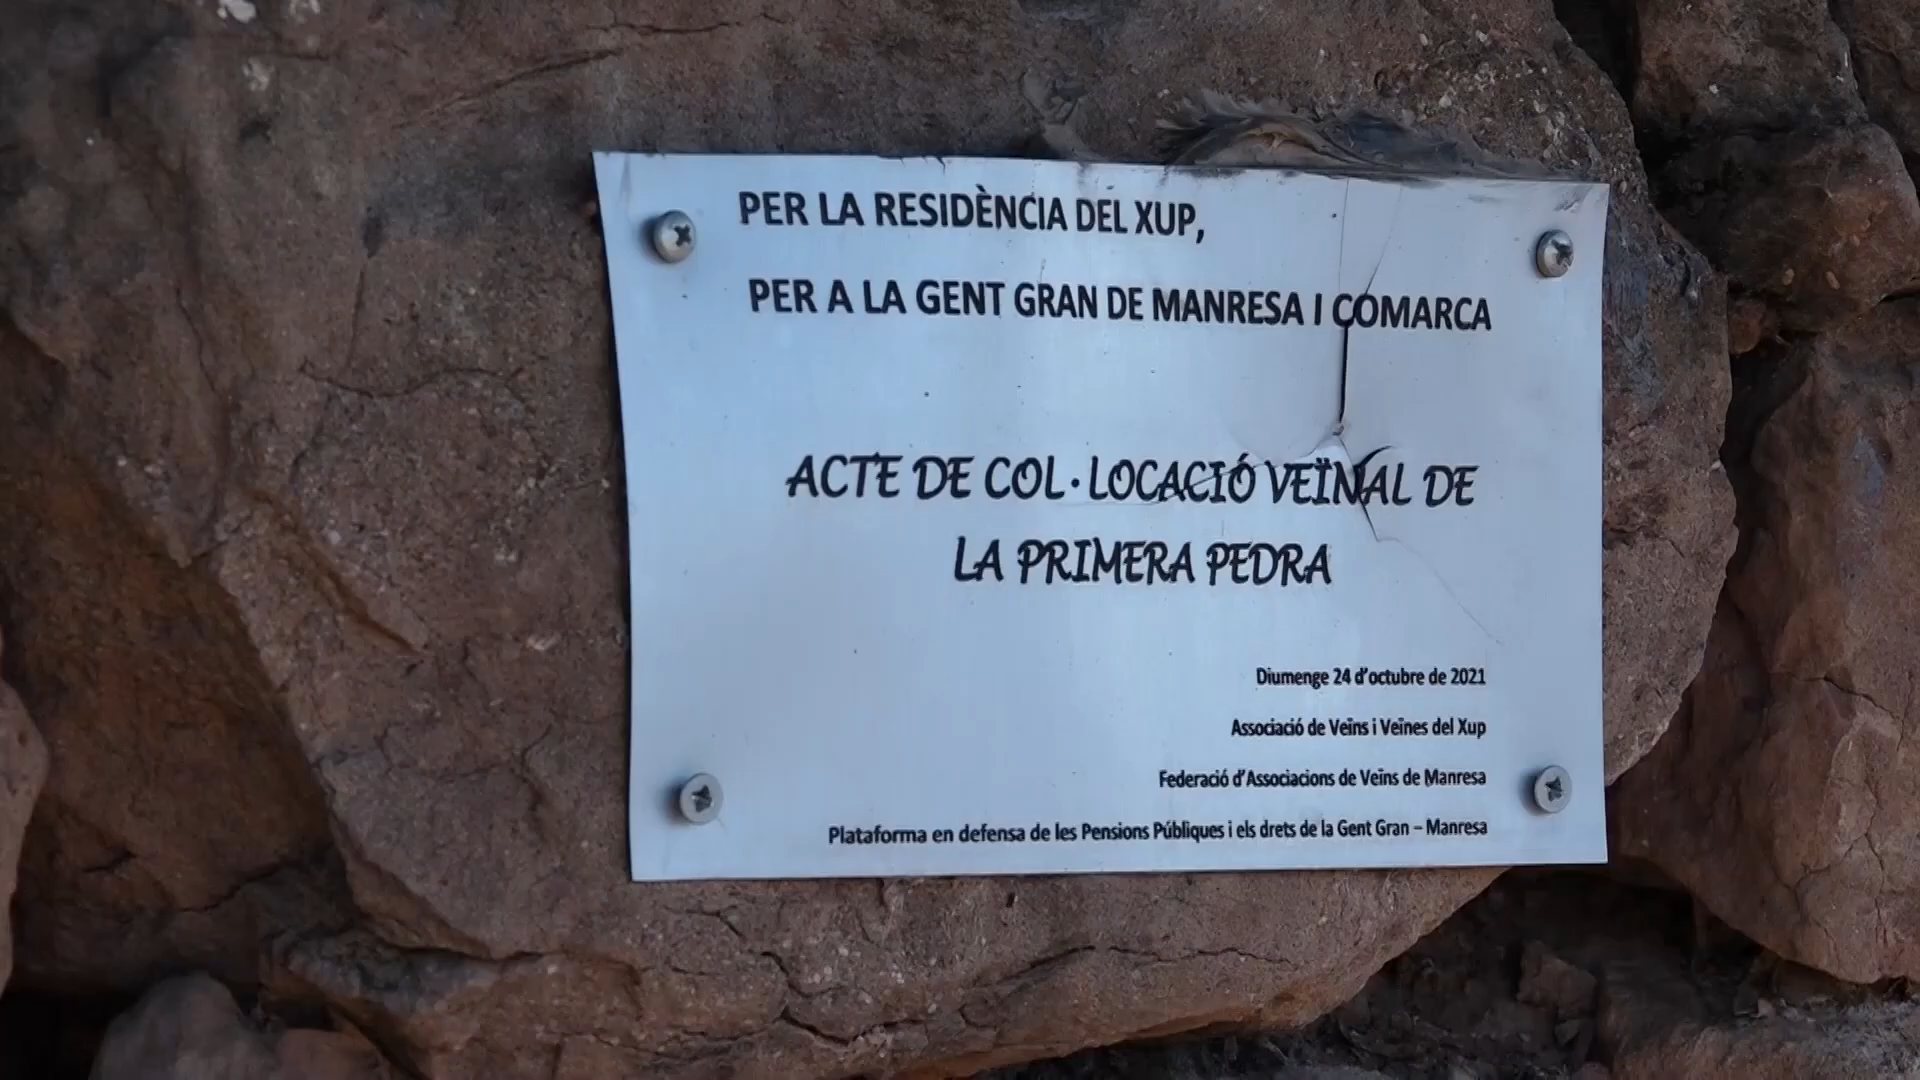 PER LA RESIDÈNCIA DEL XUP,
PER A LA GENT GRAN DE MANRESA I COMARCA
ACTE DE COL·LOCACIÓ VEÏNAL DE
LA PRIMERA PEDRA
Diumenge 24 d'octubre de 2021
Associació de Veïns i Veïnes del Xup
Federació d'Associacions de Veïns de Manresa
Plataforma en defensa de les Pensions Públiques i els drets de la Gent Gran – Manresa